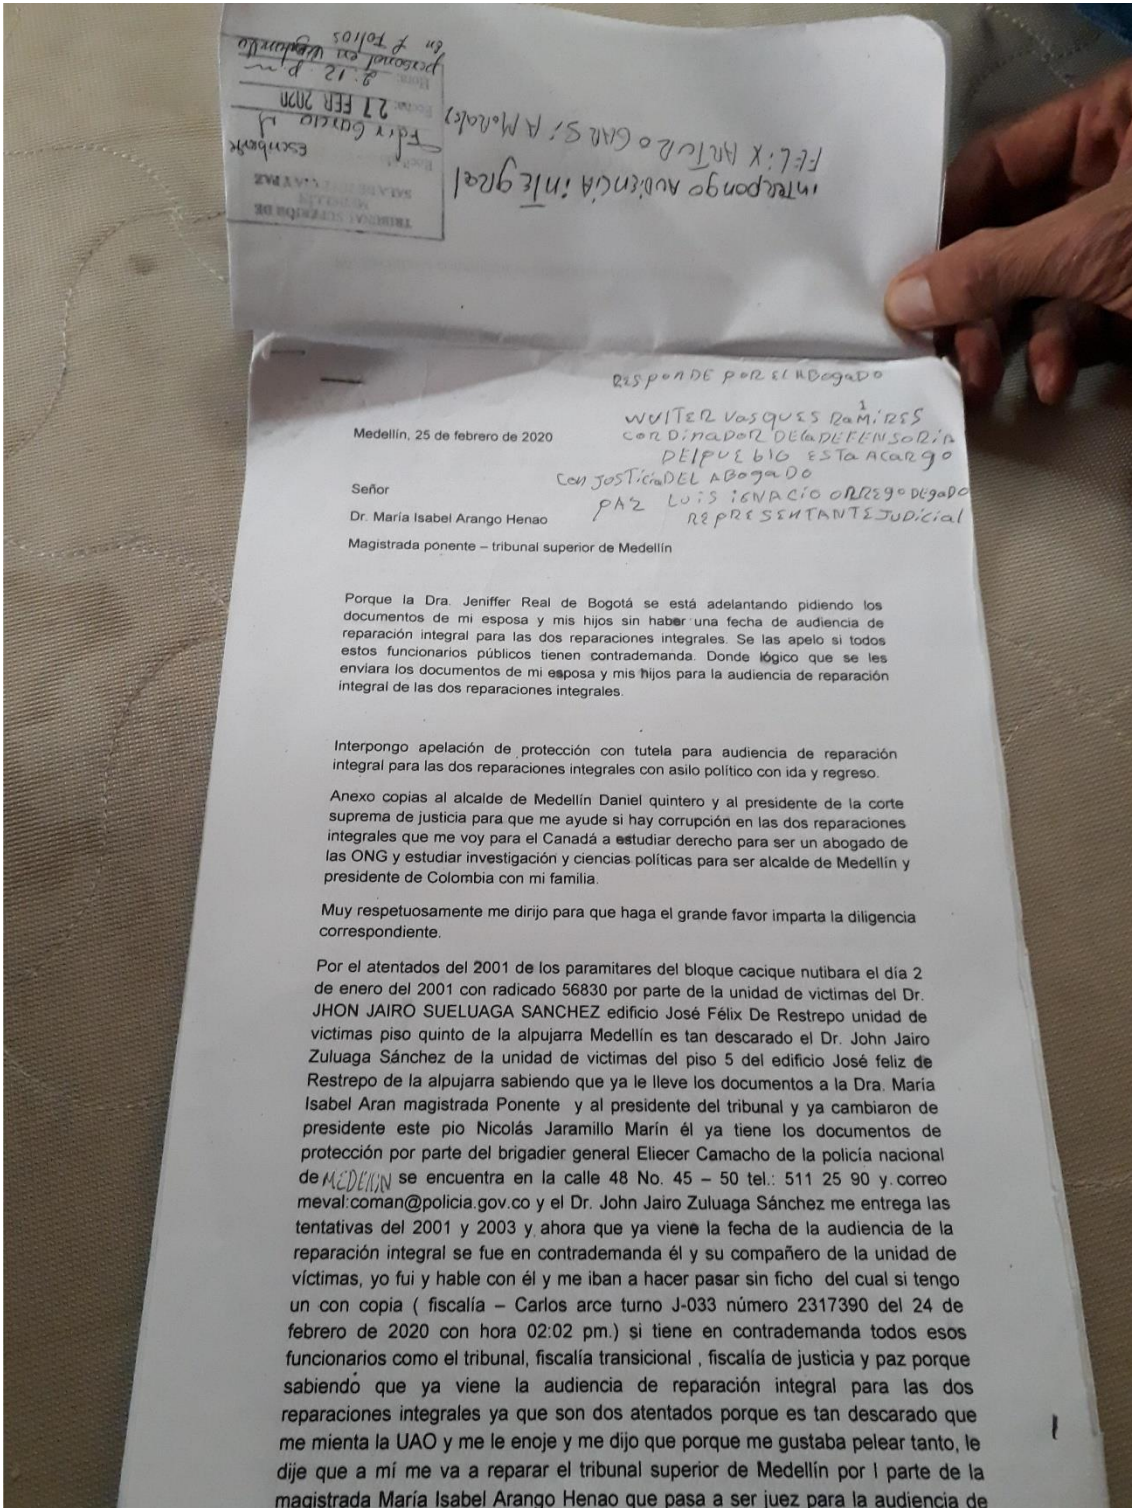 TRIBUNAL SUPERIOR DE
MEDELLIN
SALA DE JUSTICIA Y PAZ
Escribiente
Edir Garcia
Fecha: 27 FEB 2020
Hora: 2:12 p.m
personal en
en 7 folios
interpongo AUDIENCIA inTEgral
FELiX ARTURO GARSiA MoRAles
RESPONDE POR El ABogaDO
1
WUITER VasQUES RaMiRES
CORDINADOR DE LaDEFENSORIA
DElPUEblO ESTa ACargo
Con JOSTiciaDEL ABogaDO
PAZ LUiS iGNACiO ORREgo DEgaDO
REPRESENTANTE JUDicial
Medellín, 25 de febrero de 2020
Señor
Dr. María Isabel Arango Henao
Magistrada ponente – tribunal superior de Medellín
Porque la Dra. Jeniffer Real de Bogotá se está adelantando pidiendo los
documentos de mi esposa y mis hijos sin haber una fecha de audiencia de
reparación integral para las dos reparaciones integrales. Se las apelo si todos
estos funcionarios públicos tienen contrademanda. Donde lógico que se les
enviara los documentos de mi esposa y mis hijos para la audiencia de reparación
integral de las dos reparaciones integrales.
Interpongo apelación de protección con tutela para audiencia de reparación
integral para las dos reparaciones integrales con asilo político con ida y regreso.
Anexo copias al alcalde de Medellín Daniel quintero y al presidente de la corte
suprema de justicia para que me ayude si hay corrupción en las dos reparaciones
integrales que me voy para el Canadá a estudiar derecho para ser un abogado de
las ONG y estudiar investigación y ciencias políticas para ser alcalde de Medellín y
presidente de Colombia con mi familia.
Muy respetuosamente me dirijo para que haga el grande favor imparta la diligencia
correspondiente.
Por el atentados del 2001 de los paramitares del bloque cacique nutibara el día 2
de enero del 2001 con radicado 56830 por parte de la unidad de victimas del Dr.
JHON JAIRO SUELUAGA SANCHEZ edificio José Félix De Restrepo unidad de
victimas piso quinto de la alpujarra Medellín es tan descarado el Dr. John Jairo
Zuluaga Sánchez de la unidad de victimas del piso 5 del edificio José feliz de
Restrepo de la alpujarra sabiendo que ya le lleve los documentos a la Dra. María
Isabel Aran magistrada Ponente y al presidente del tribunal y ya cambiaron de
presidente este pio Nicolás Jaramillo Marín él ya tiene los documentos de
protección por parte del brigadier general Eliecer Camacho de la policía nacional
de MEDEllIN se encuentra en la calle 48 No. 45 – 50 tel.: 511 25 90 y correo
meval:coman@policia.gov.co y el Dr. John Jairo Zuluaga Sánchez me entrega las
tentativas del 2001 y 2003 y ahora que ya viene la fecha de la audiencia de la
reparación integral se fue en contrademanda él y su compañero de la unidad de
víctimas, yo fui y hable con él y me iban a hacer pasar sin ficho del cual si tengo
un con copia ( fiscalía – Carlos arce turno J-033 número 2317390 del 24 de
febrero de 2020 con hora 02:02 pm.) si tiene en contrademanda todos esos
funcionarios como el tribunal, fiscalía transicional , fiscalía de justicia y paz porque
sabiendo que ya viene la audiencia de reparación integral para las dos
reparaciones integrales ya que son dos atentados porque es tan descarado que
me mienta la UAO y me le enoje y me dijo que porque me gustaba pelear tanto, le
dije que a mí me va a reparar el tribunal superior de Medellín por l parte de la
magistrada María Isabel Arango Henao que pasa a ser juez para la audiencia de